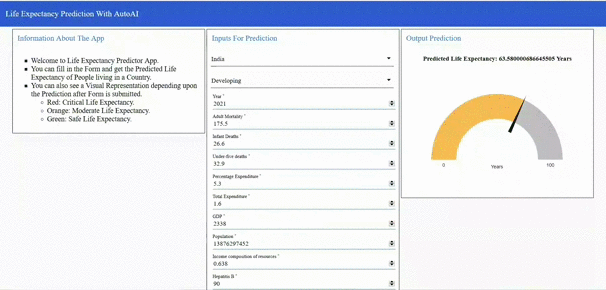 Life Expectancy Prediction With AutoAI
Information About The App
Welcome to Life Expectancy Predictor App.
You can fill in the Form and get the Predicted Life
Expectancy of People living in a Country.
You can also see a Visual Representation depending upon
the Prediction after Form is submitted.
Red: Critical Life Expectancy.
Orange: Moderate Life Expectancy.
Green: Safe Life Expectancy.
Inputs For Prediction
India
Developing
Year *
2021
Adult Mortality *
175.5
Infant Deaths *
26.6
Under-five deaths *
32.9
Percentage Expenditure *
5.3
Total Expenditure *
1.6
GDP *
2338
Population *
13876297452
Income composition of resources *
0.638
Hepatitis B *
90
Output Prediction
Predicted Life Expectancy: 63.580000686645505 Years
0
Years
100